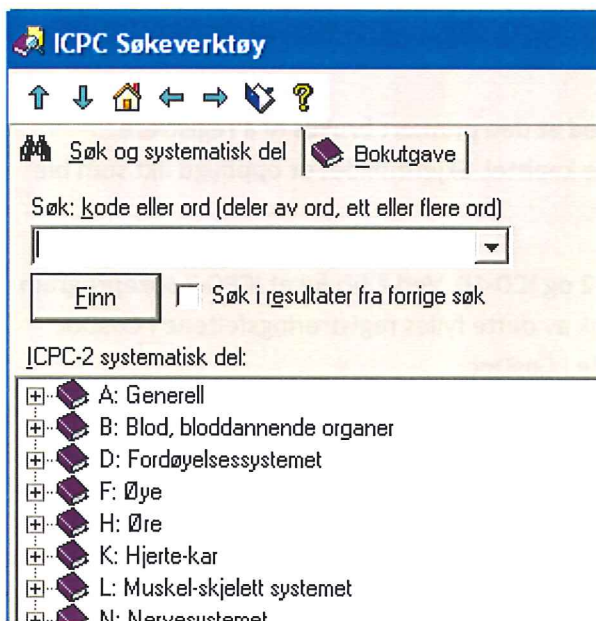 ICPC Søkeverktøy
Søk og systematisk del
Bokutgave
Søk: kode eller ord (deler av ord, ett eller flere ord)
Finn
Søk i resultater fra forrige søk
ICPC-2 systematisk del:
A: Generell
B: Blod, bloddannende organer
D: Fordøyelsessystemet
F: Øye
H: Øre
K: Hjerte-kar
L: Muskel-skjelett systemet
N: Nervesystemet